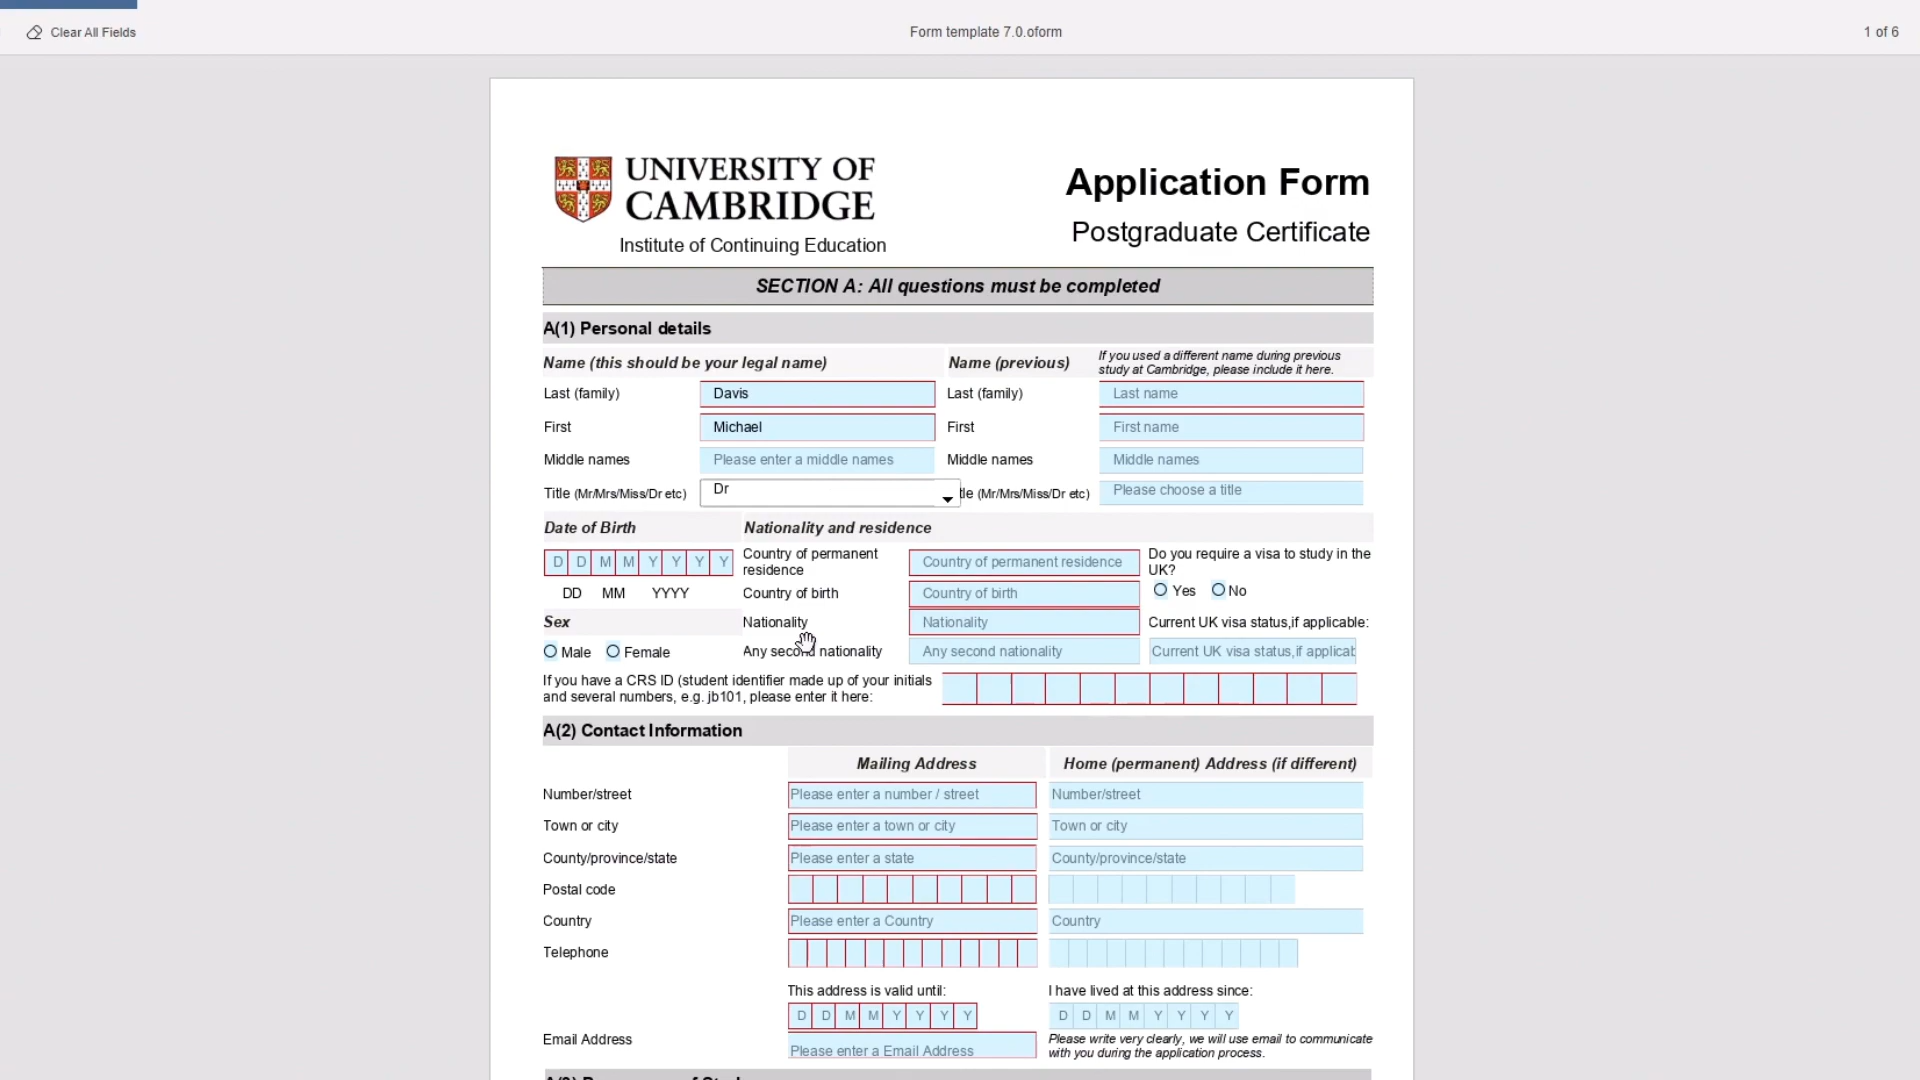 Clear All Fields
Form template 7.0.oform
1 of 6
UNIVERSITY OF
CAMBRIDGE
Institute of Continuing Education
Application Form
Postgraduate Certificate
SECTION A: All questions must be completed
A(1) Personal details
Name (this should be your legal name)
Name (previous)
If you used a different name during previous
study at Cambridge, please include it here.
Last (family) Davis Last (family) Last name
First Michael First First name
Middle names Please enter a middle names Middle names Middle names
Title (Mr/Mrs/Miss/Dr etc) Dr tle (Mr/Mrs/Miss/Dr etc) Please choose a title
Date of Birth Nationality and residence
D D M M Y Y Y Y
DD MM YYYY
Country of permanent
residence
Country of permanent residence
Do you require a visa to study in the
UK?
Yes No
Country of birth Country of birth
Sex
Nationality Nationality
Current UK visa status,if applicable:
Male Female
Any second nationality Any second nationality
Current UK visa status,if applicat
If you have a CRS ID (student identifier made up of your initials
and several numbers, e.g. jb101, please enter it here:
A(2) Contact Information
Mailing Address Home (permanent) Address (if different)
Number/street Please enter a number / street Number/street
Town or city Please enter a town or city Town or city
County/province/state Please enter a state County/province/state
Postal code
Country Please enter a Country Country
Telephone
This address is valid until: I have lived at this address since:
D D M M Y Y Y Y D D M M Y Y Y Y
Email Address Please enter a Email Address
Please write very clearly, we will use email to communicate
with you during the application process.